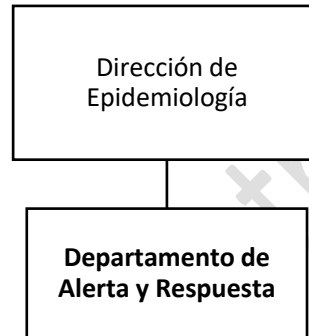 Dirección de
Epidemiología
Departamento de
Alerta y Respuesta